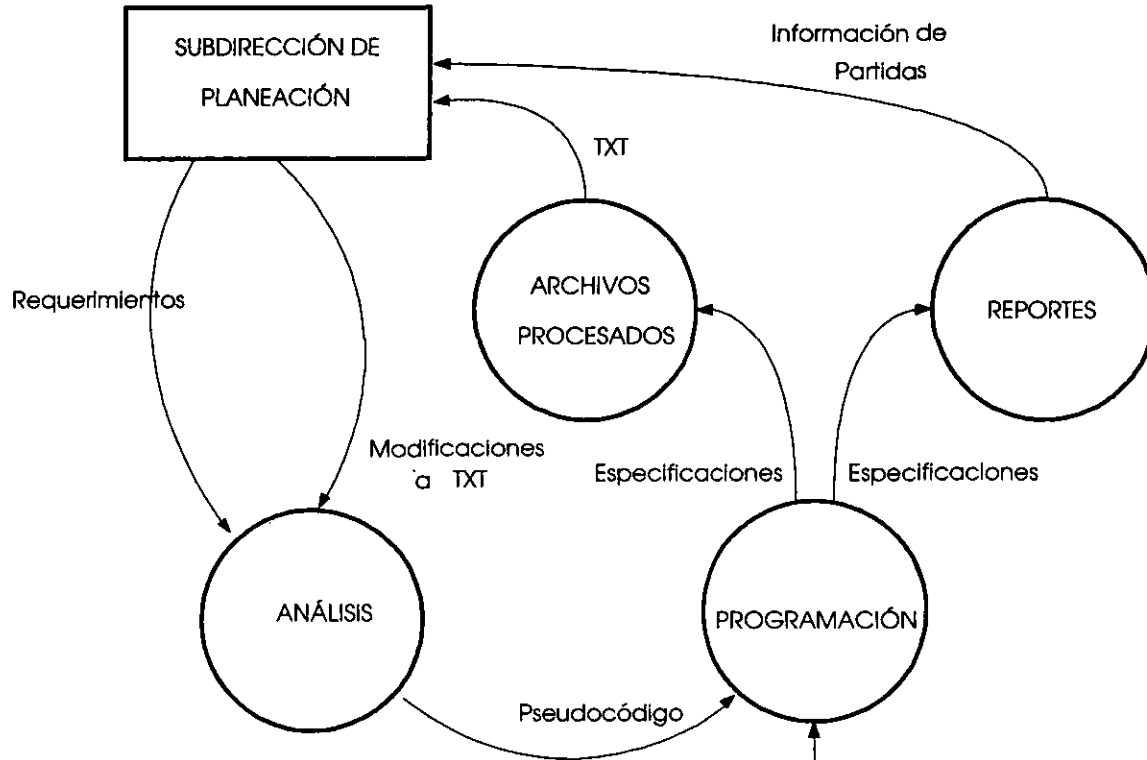 SUBDIRECCIÓN DE
PLANEACIÓN
Información de
Partidas
TXT
Requerimientos
ARCHIVOS
PROCESADOS
REPORTES
Modificaciones
a TXT
Especificaciones
Especificaciones
ANÁLISIS
PROGRAMACIÓN
Pseudocódigo